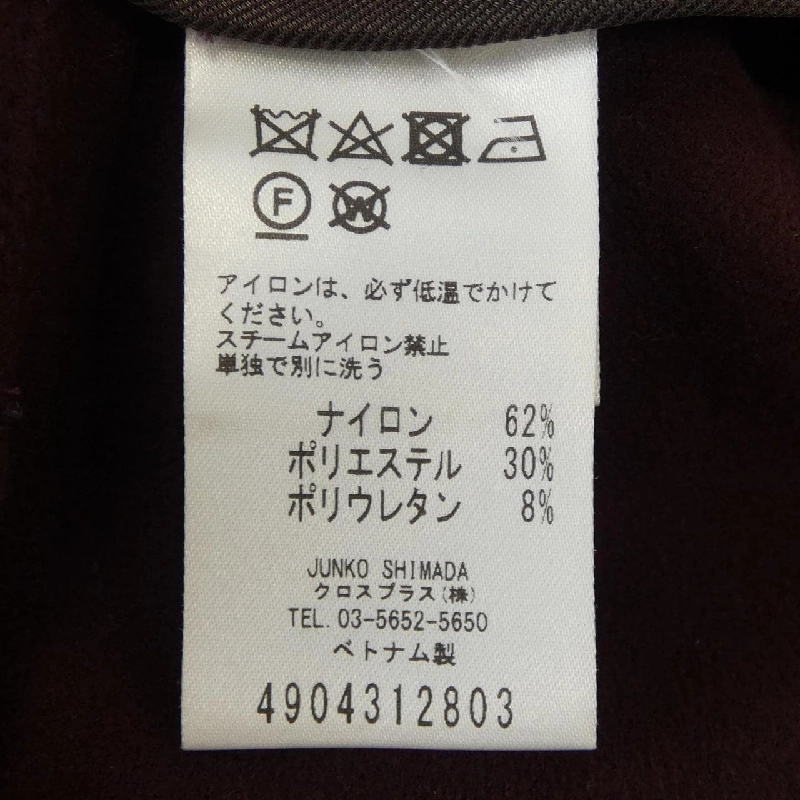 F W
アイロンは、必ず低温でかけて
ください。
スチームアイロン禁止
単独で別に洗う
ナイロン 62%
ポリエステル 30%
ポリウレタン 8%
JUNKO SHIMADA
クロスプラス(株)
TEL. 03-5652-5650
ベトナム製
4904312803